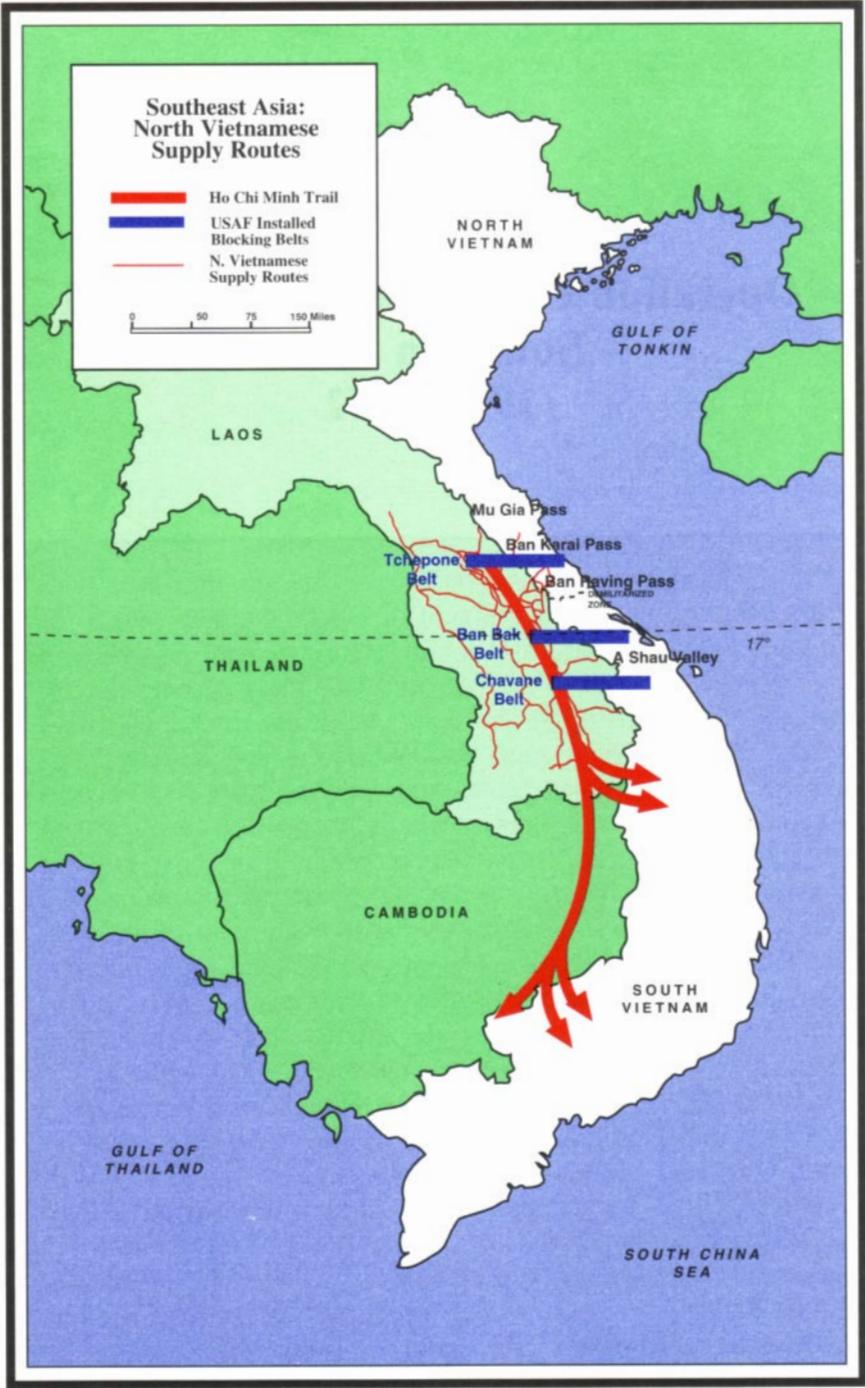 Southeast Asia:
North Vietnamese
Supply Routes
Ho Chi Minh Trail
USAF Installed
Blocking Belts
N. Vietnamese
Supply Routes
0 50 75 150 Miles
NORTH
VIETNAM
GULF OF
TONKIN
LAOS
Mu Gia Pass
Ban Karai Pass
Tchepone
Belt
Ban Raving Pass
DEMILITARIZED
ZONE
Ban Bak
Belt
17°
A Shau Valley
THAILAND
Chavane
Belt
CAMBODIA
SOUTH
VIETNAM
GULF OF
THAILAND
SOUTH CHINA
SEA